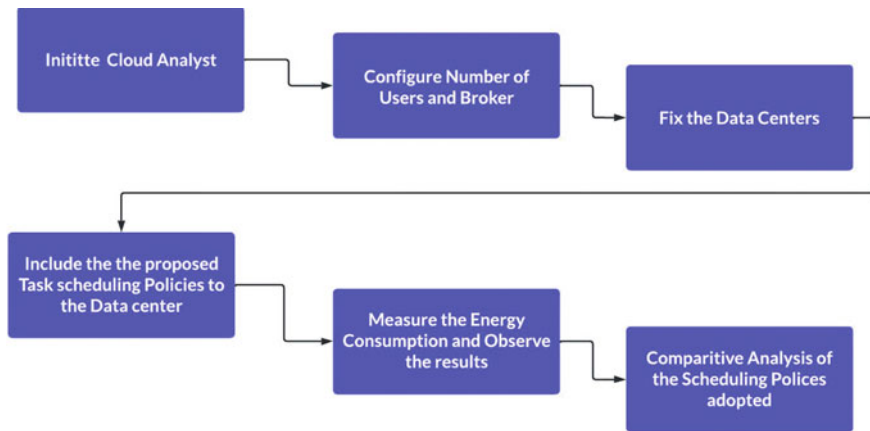 Inititte Cloud Analyst
Configure Number of
Users and Broker
Fix the Data Centers
Include the the proposed
Task scheduling Policies to
the Data center
Measure the Energy
Consumption and Observe
the results
Comparitive Analysis of
the Scheduling Polices
adopted